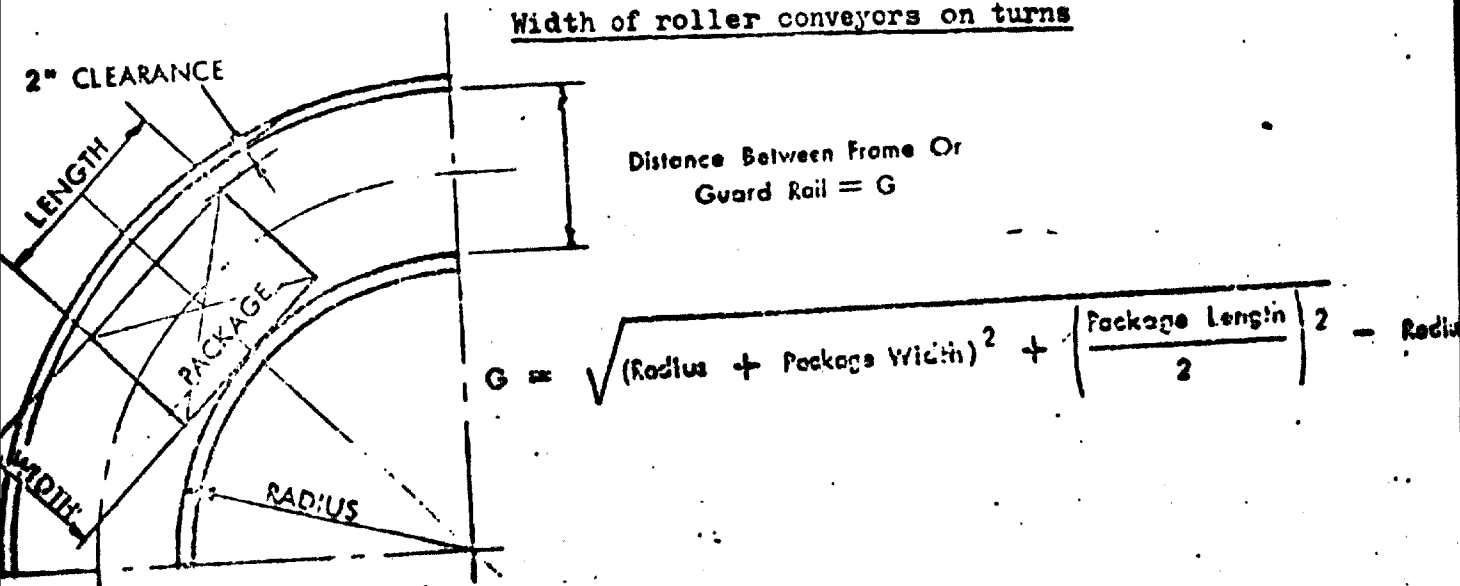 Width of roller conveyors on turns
2" CLEARANCE
LENGTH
Distance Between Frame Or
Guard Rail = G
PACKAGE
G = √(Radius + Package Width)² + (Package Length / 2)² - Radiu
WIDTH
RADIUS